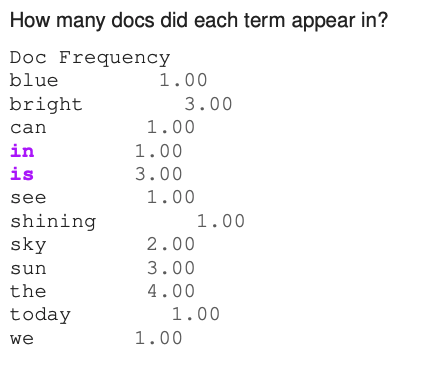 How many docs did each term appear in?
Doc Frequency
blue 1.00
bright 3.00
can 1.00
in 1.00
is 3.00
see 1.00
shining 1.00
sky 2.00
sun 3.00
the 4.00
today 1.00
we 1.00